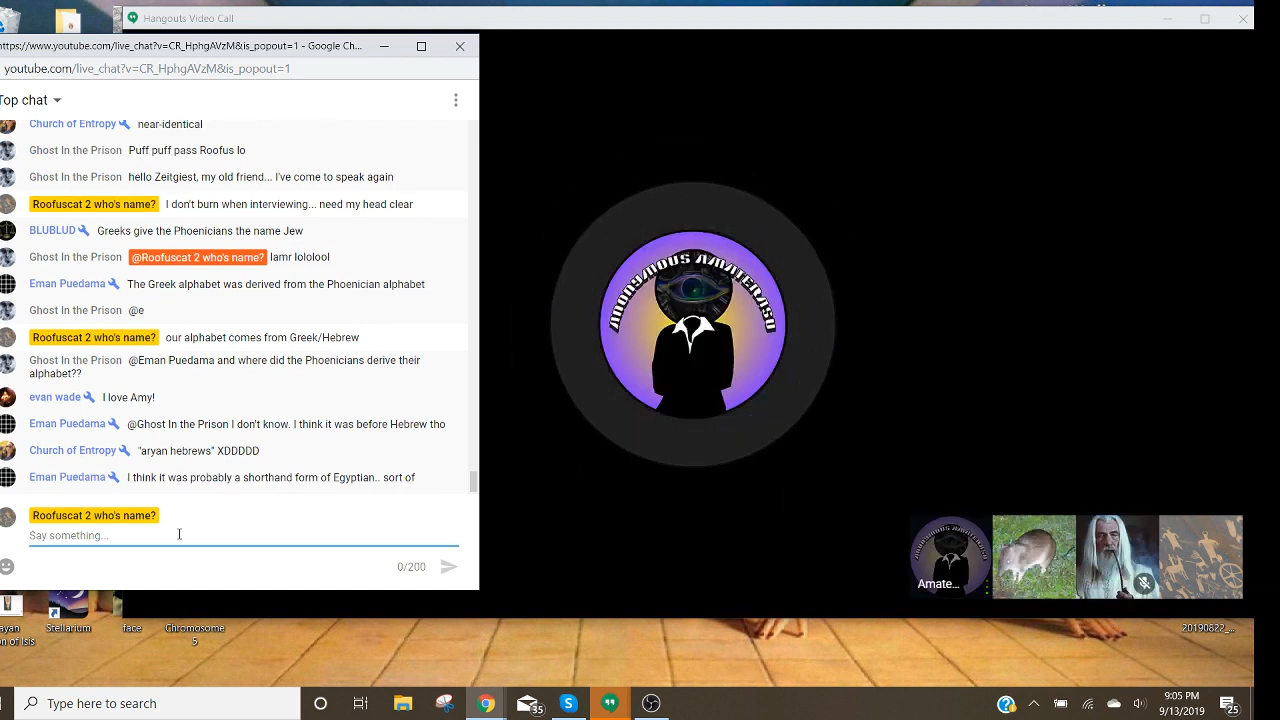 Hangouts Video Call
https://www.youtube.com/live_chat?v=CR_HphgAVzM&is_popout=1 - Google Ch...
youtube.com/live_chat?v=CR_HphgAVzM&is_popout=1
Top chat
Church of Entropy near-identical
Ghost In the Prison Puff puff pass Roofus lo
Ghost In the Prison hello Zeitgiest, my old friend... I've come to speak again
Roofuscat 2 who's name? I don't burn when interviewing... need my head clear
BLUBLUD Greeks give the Phoenicians the name Jew
Ghost In the Prison @Roofuscat 2 who's name? lamr lololool
Eman Puedama The Greek alphabet was derived from the Phoenician alphabet
Ghost In the Prison @e
Roofuscat 2 who's name? our alphabet comes from Greek/Hebrew
Ghost In the Prison @Eman Puedama and where did the Phoenicians derive their
alphabet??
evan wade I love Amy!
Eman Puedama @Ghost In the Prison I don't know. I think it was before Hebrew tho
Church of Entropy "aryan hebrews" XDDDDD
Eman Puedama I think it was probably a shorthand form of Egyptian.. sort of
Roofuscat 2 who's name?
Say something...
0/200
ANONYMOUS AMATERASU
ANONYMOUS AMATERASU
Amate...
Stellarium
face
Chromosome
5
20190822_...
Type here to search
35
9:05 PM
9/13/2019
25